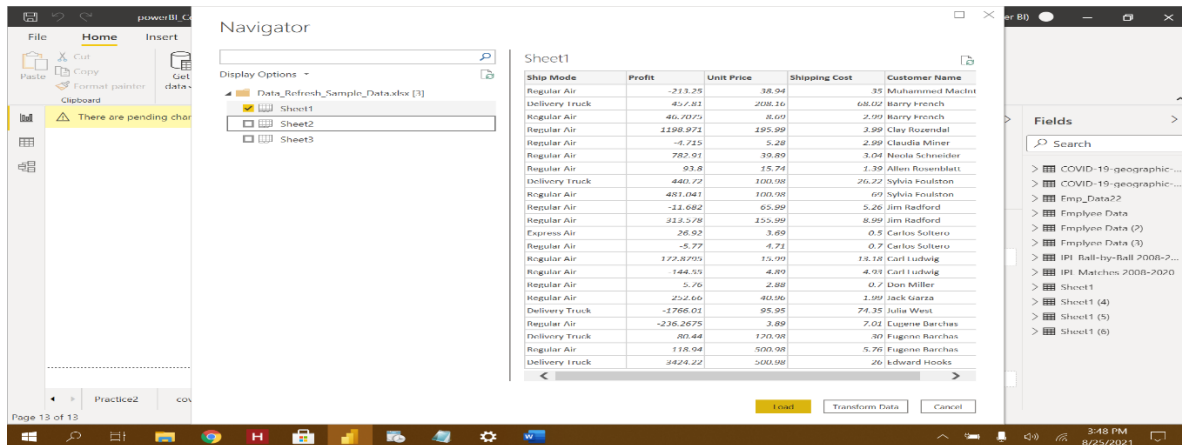 powerBI_C
er BI)
File Home Insert
Paste
Cut
Copy
Format painter
Clipboard
Get
data
There are pending char
Navigator
Display Options
Data_Refresh_Sample_Data.xlsx [3]
Sheet1
Sheet2
Sheet3
Sheet1
Ship Mode Profit Unit Price Shipping Cost Customer Name
Regular Air -213.25 38.94 35 Muhammed MacInt
Delivery Truck 457.81 208.16 68.02 Barry French
Regular Air 46.7075 8.69 2.99 Barry French
Regular Air 1198.971 195.99 3.99 Clay Rozendal
Regular Air -4.715 5.28 2.99 Claudia Miner
Regular Air 782.91 39.89 3.04 Neola Schneider
Regular Air 93.8 15.74 1.39 Allen Rosenblatt
Delivery Truck 440.72 100.98 26.22 Sylvia Foulston
Regular Air 481.041 100.98 69 Sylvia Foulston
Regular Air -11.682 65.99 5.26 Jim Radford
Regular Air 313.578 155.99 8.99 Jim Radford
Express Air 26.92 3.69 0.5 Carlos Soltero
Regular Air -5.77 4.71 0.7 Carlos Soltero
Regular Air 172.8795 15.99 13.18 Carl Ludwig
Regular Air -144.55 4.89 4.93 Carl Ludwig
Regular Air 5.76 2.88 0.7 Don Miller
Regular Air 252.66 40.96 1.99 Jack Garza
Delivery Truck -1766.01 95.95 74.35 Julia West
Regular Air -236.2675 3.89 7.01 Eugene Barchas
Delivery Truck 80.44 120.98 30 Eugene Barchas
Regular Air 118.94 500.98 5.76 Eugene Barchas
Delivery Truck 3424.22 500.98 26 Edward Hooks
Load Transform Data Cancel
Fields
Search
COVID-19-geographic-...
COVID-19-geographic-...
Emp_Data22
Emplyee Data
Emplyee Data (2)
Emplyee Data (3)
IPL Ball-by-Ball 2008-2...
IPL Matches 2008-2020
Sheet1
Sheet1 (4)
Sheet1 (5)
Sheet1 (6)
Practice2 cov
Page 13 of 13
3:48 PM
8/25/2021